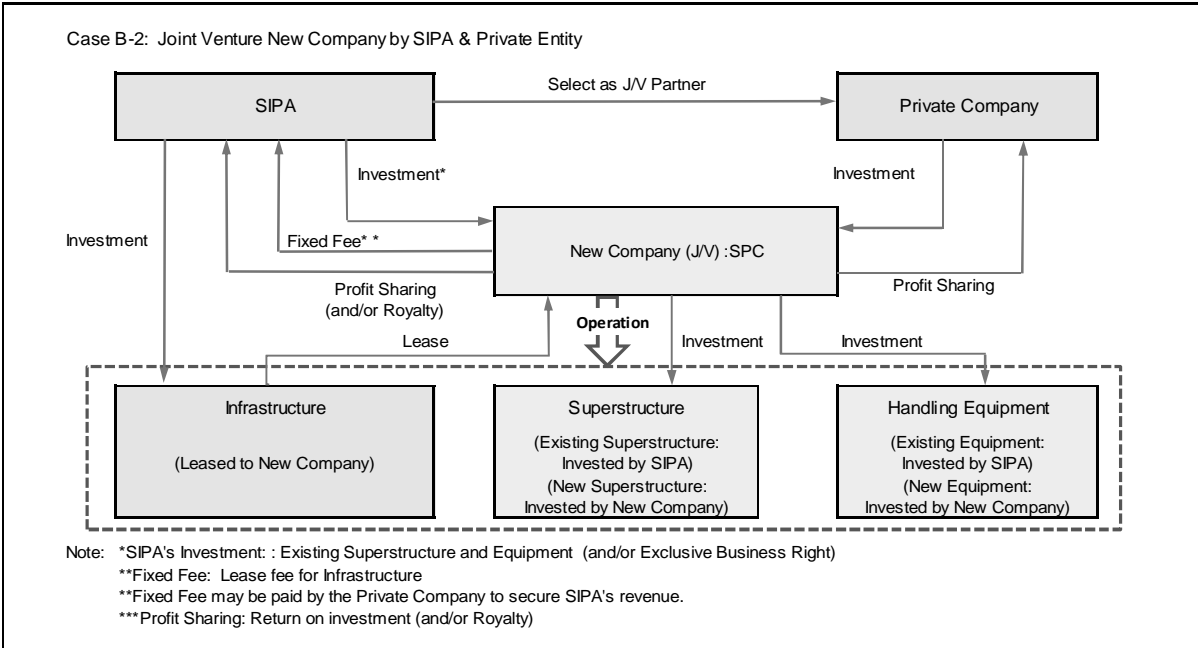 Case B-2: Joint Venture New Company by SIPA & Private Entity
Select as J/V Partner
SIPA
Private Company
Investment*
Investment
Investment
Fixed Fee* *
New Company (J/V) :SPC
Profit Sharing
(and/or Royalty)
Profit Sharing
Operation
Lease
Investment
Investment
Infrastructure
(Leased to New Company)
Superstructure
(Existing Superstructure:
Invested by SIPA)
(New Superstructure:
Invested by New Company)
Handling Equipment
(Existing Equipment:
Invested by SIPA)
(New Equipment:
Invested by New Company)
Note: *SIPA's Investment: : Existing Superstructure and Equipment (and/or Exclusive Business Right)
**Fixed Fee: Lease fee for Infrastructure
**Fixed Fee may be paid by the Private Company to secure SIPA's revenue.
***Profit Sharing: Return on investment (and/or Royalty)